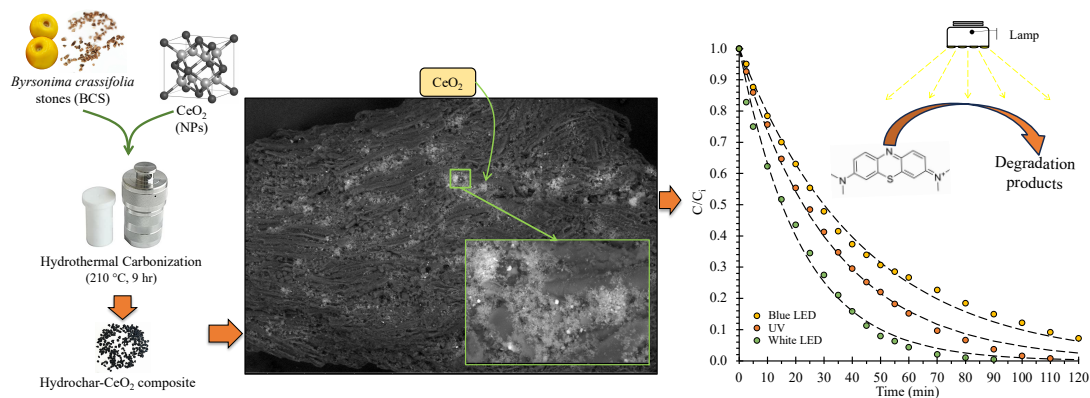 Byrsonima crassifolia
stones (BCS)
CeO₂
(NPs)
Hydrothermal Carbonization
(210 °C, 9 hr)
Hydrochar-CeO₂ composite
CeO₂
C/Cᵢ
1.0
0.9
0.8
0.7
0.6
0.5
0.4
0.3
0.2
0.1
0.0
Blue LED
UV
White LED
0 10 20 30 40 50 60 70 80 90 100 110 120
Time (min)
Lamp
N
N
S
N⁺
Degradation
products